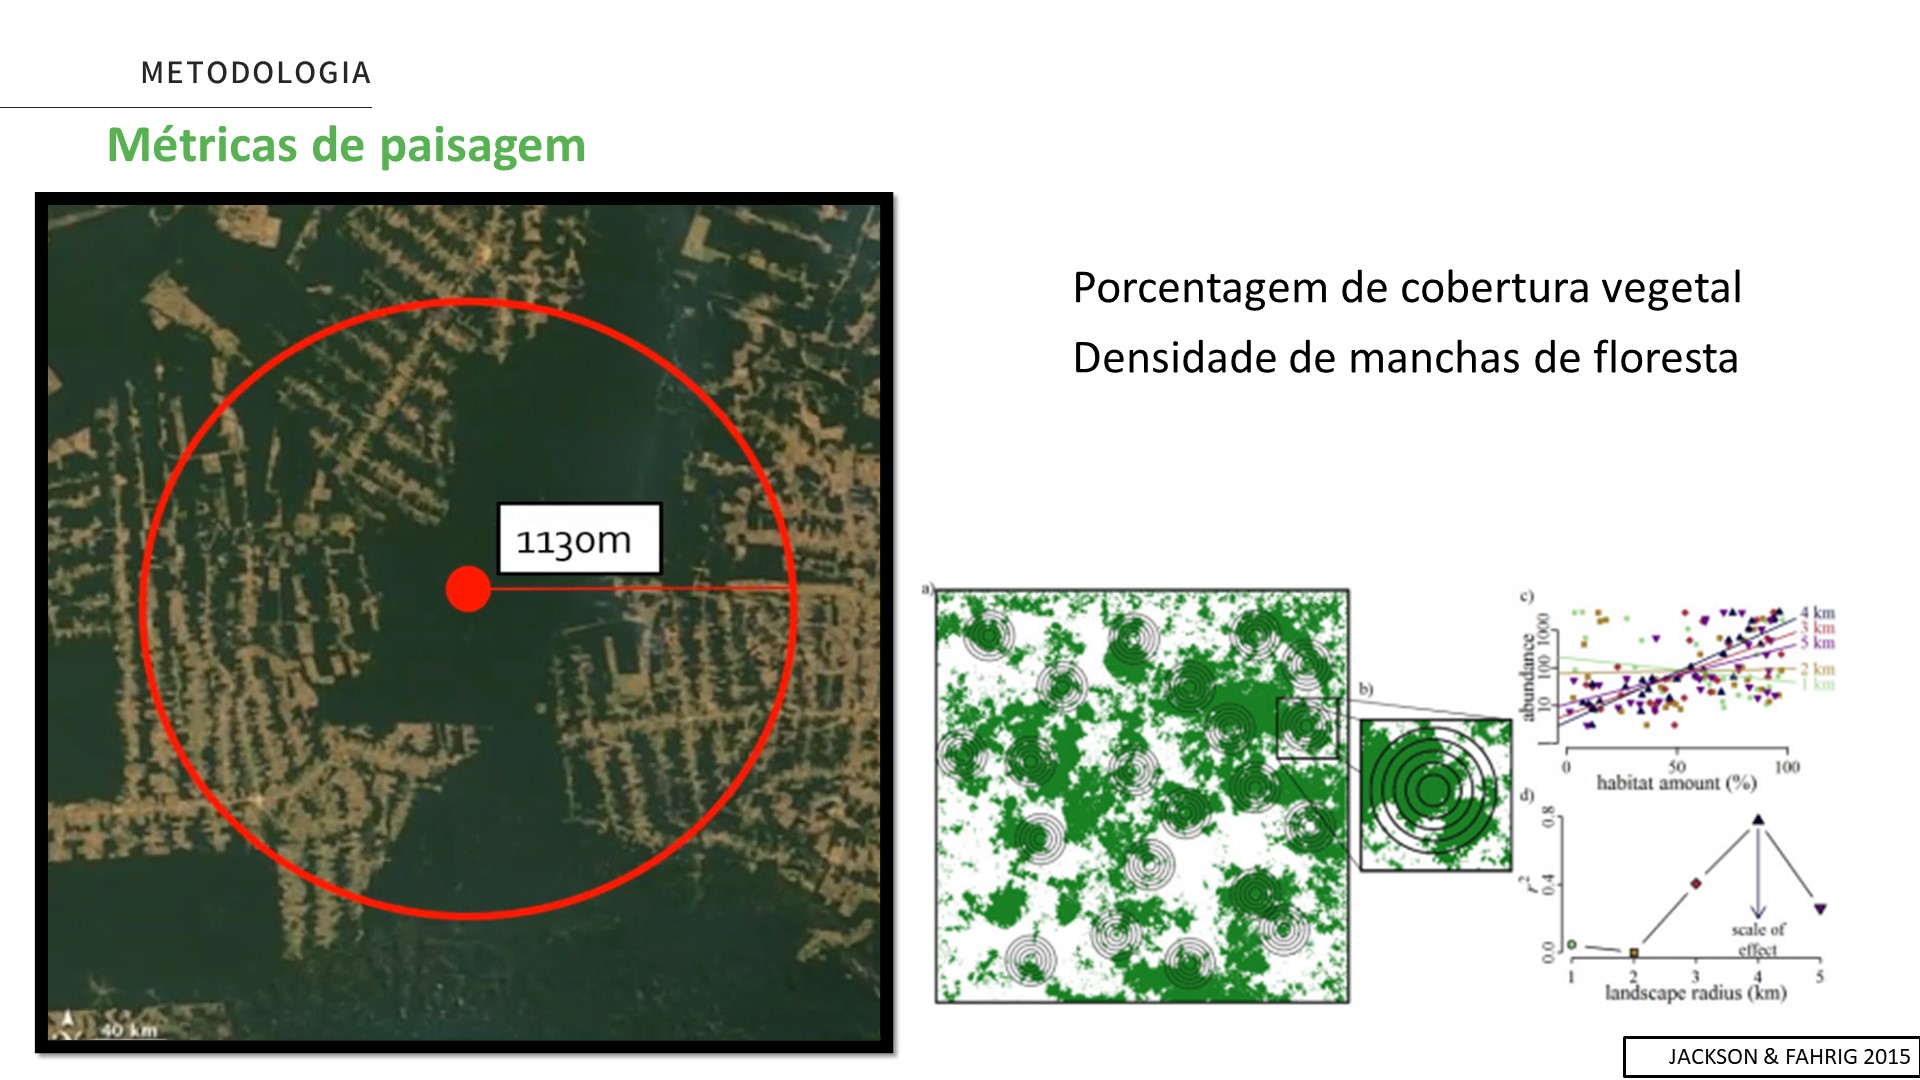 METODOLOGIA
Métricas de paisagem
1130m
40 km
Porcentagem de cobertura vegetal
Densidade de manchas de floresta
a)
b)
c)
abundance
1 10 100 1000
4 km
3 km
5 km
2 km
1 km
0 50 100
habitat amount (%)
d)
r²
0.0 0.4 0.8
scale of
effect
1 2 3 4 5
landscape radius (km)
JACKSON & FAHRIG 2015